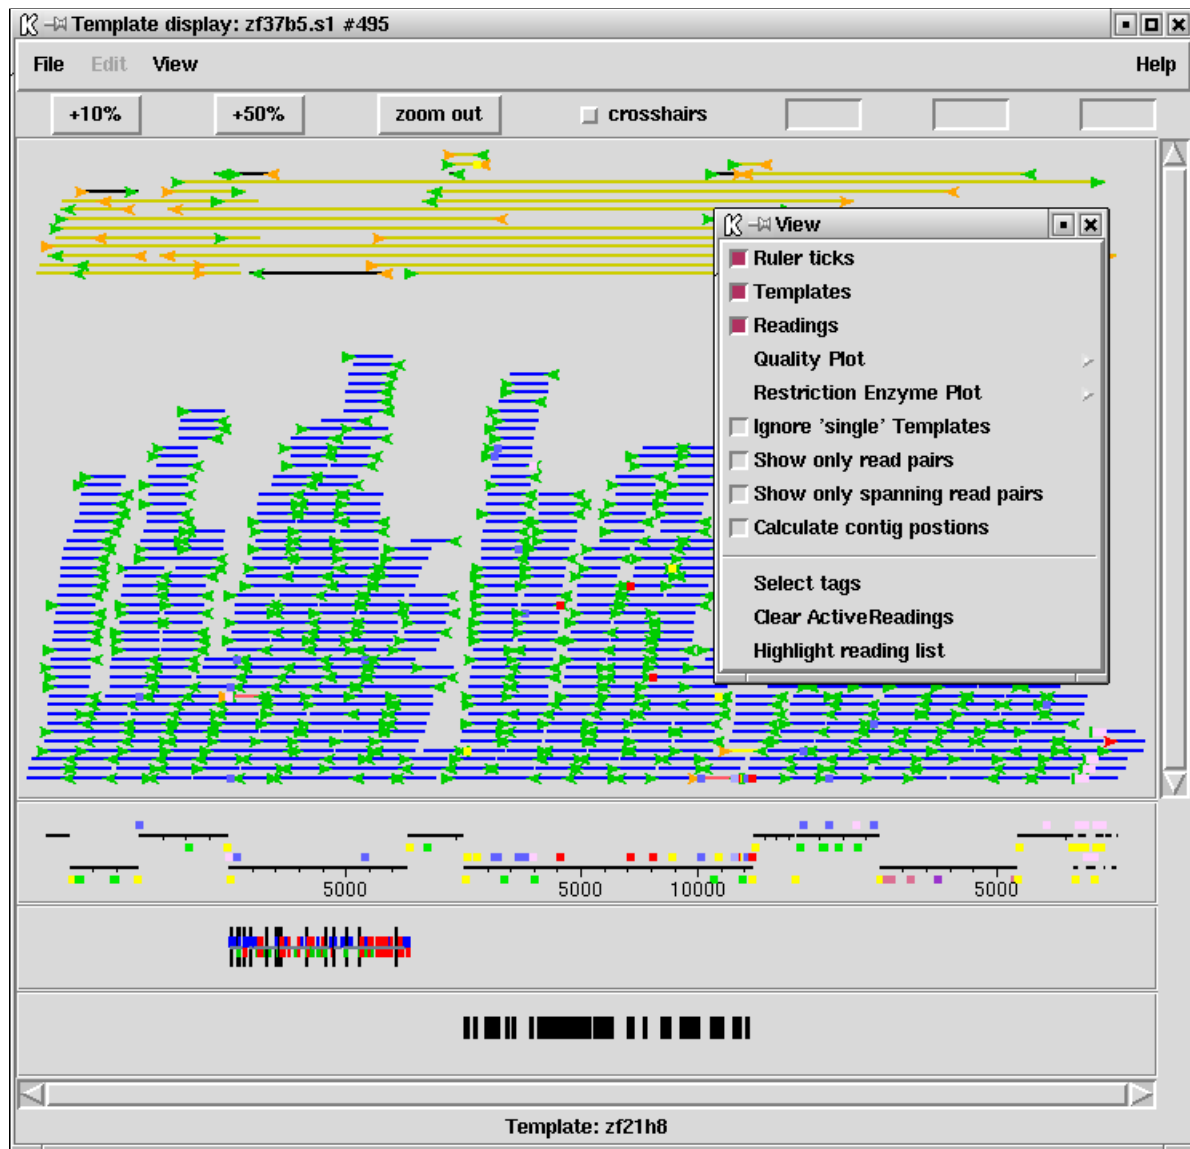 Template display: zf37b5.s1 #495
File Edit View Help
+10% +50% zoom out crosshairs
View
Ruler ticks
Templates
Readings
Quality Plot
Restriction Enzyme Plot
Ignore 'single' Templates
Show only read pairs
Show only spanning read pairs
Calculate contig postions
Select tags
Clear ActiveReadings
Highlight reading list
5000 5000 10000 5000
Template: zf21h8